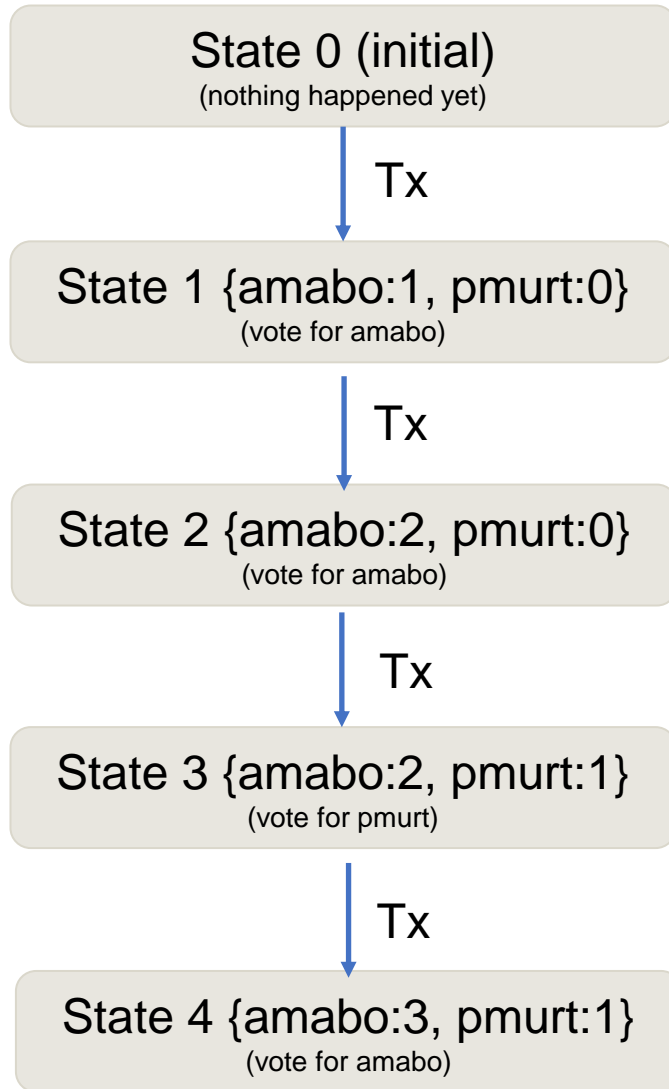 State 0 (initial)
(nothing happened yet)
Tx
State 1 {amabo:1, pmurt:0}
(vote for amabo)
Tx
State 2 {amabo:2, pmurt:0}
(vote for amabo)
Tx
State 3 {amabo:2, pmurt:1}
(vote for pmurt)
Tx
State 4 {amabo:3, pmurt:1}
(vote for amabo)